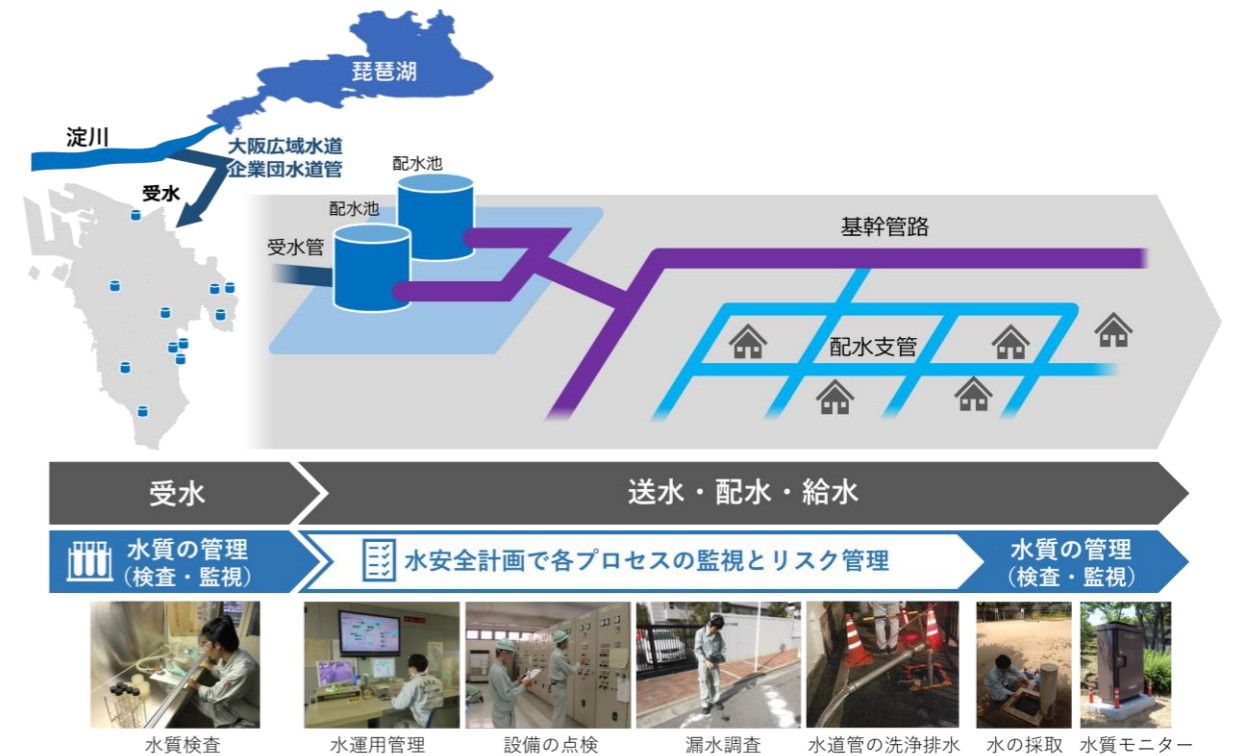 琵琶湖
淀川
大阪広域水道
企業団水道管
受水
配水池
配水池
受水管
基幹管路
配水支管
受水
送水・配水・給水
水質の管理
（検査・監視）
水安全計画で各プロセスの監視とリスク管理
水質の管理
（検査・監視）
水質検査
水運用管理
設備の点検
漏水調査
水道管の洗浄排水
水の採取
水質モニター